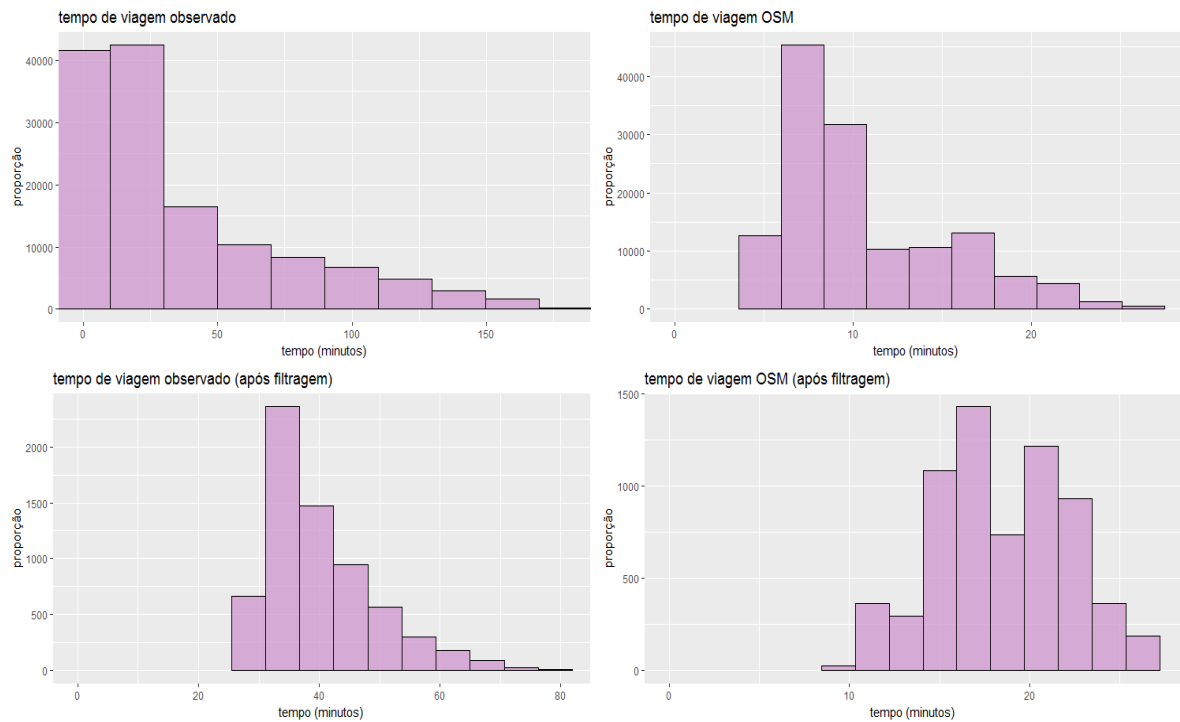 tempo de viagem observado
40000
30000
20000
10000
0
proporção
0 50 100 150
tempo (minutos)
tempo de viagem OSM
40000
30000
20000
10000
0
proporção
0 10 20
tempo (minutos)
tempo de viagem observado (após filtragem)
2000
1500
1000
500
0
proporção
0 20 40 60 80
tempo (minutos)
tempo de viagem OSM (após filtragem)
1500
1000
500
0
proporção
0 10 20
tempo (minutos)